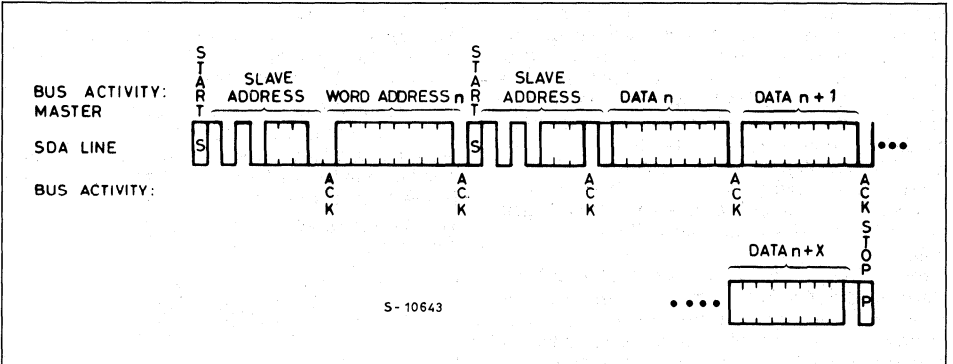 START
START
SLAVE ADDRESS
WORD ADDRESS n
SLAVE ADDRESS
DATA n
DATA n + 1
BUS ACTIVITY:
MASTER
SDA LINE
S
S
BUS ACTIVITY:
ACK
ACK
ACK
ACK
ACK
STOP
DATA n + X
P
S-10643